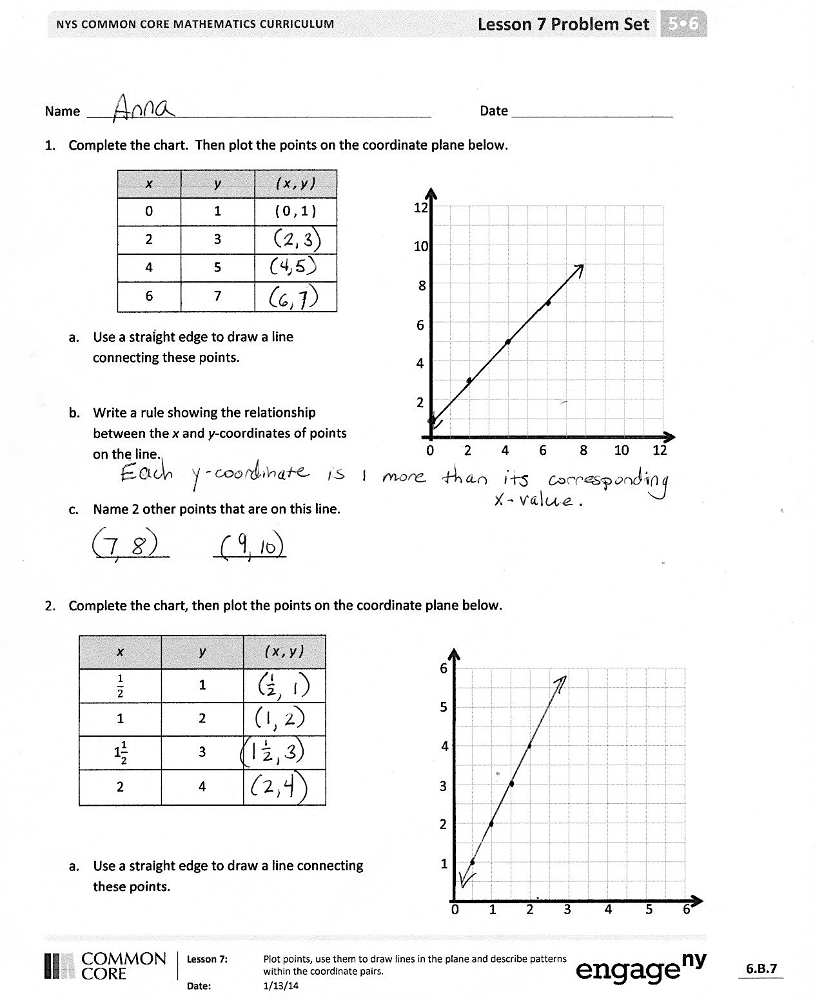 NYS COMMON CORE MATHEMATICS CURRICULUM
Lesson 7 Problem Set 5•6
Name Anna
Date
1. Complete the chart. Then plot the points on the coordinate plane below.
x y (x, y)
0 1 (0, 1)
2 3 (2, 3)
4 5 (4, 5)
6 7 (6, 7)
12
10
8
6
4
2
0 2 4 6 8 10 12
a. Use a straight edge to draw a line
connecting these points.
b. Write a rule showing the relationship
between the x and y-coordinates of points
on the line.
Each y-coordinate is 1 more than its corresponding
x-value.
c. Name 2 other points that are on this line.
(7, 8) (9, 10)
2. Complete the chart, then plot the points on the coordinate plane below.
x y (x, y)
1/2 1 (1/2, 1)
1 2 (1, 2)
1 1/2 3 (1 1/2, 3)
2 4 (2, 4)
6
5
4
3
2
1
0 1 2 3 4 5 6
a. Use a straight edge to draw a line connecting
these points.
COMMON
CORE
Lesson 7: Plot points, use them to draw lines in the plane and describe patterns
within the coordinate pairs.
Date: 1/13/14
engageny
6.B.7